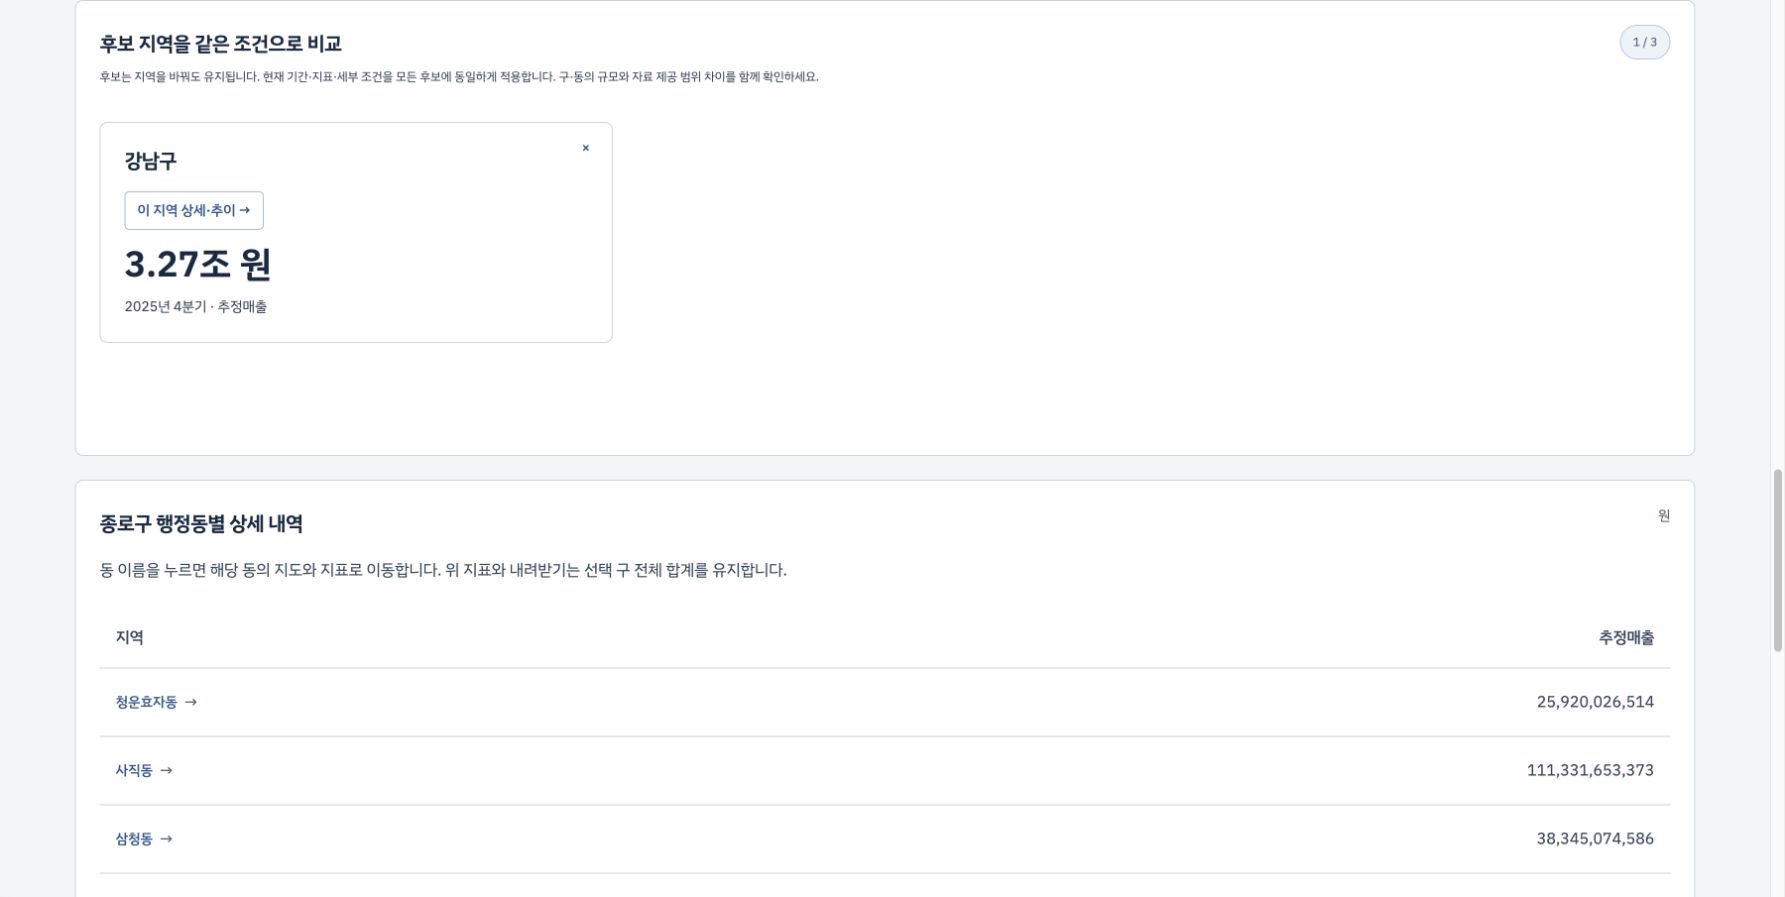 후보 지역을 같은 조건으로 비교
1 / 3
후보는 지역을 바꿔도 유지됩니다. 현재 기간·지표·세부 조건을 모든 후보에 동일하게 적용합니다. 구·동의 규모와 자료 제공 범위 차이를 함께 확인하세요.
강남구
×
이 지역 상세·추이 →
3.27조 원
2025년 4분기 · 추정매출
종로구 행정동별 상세 내역
원
동 이름을 누르면 해당 동의 지도와 지표로 이동합니다. 위 지표와 내려받기는 선택 구 전체 합계를 유지합니다.
지역 추정매출
청운효자동 → 25,920,026,514
사직동 → 111,331,653,373
삼청동 → 38,345,074,586